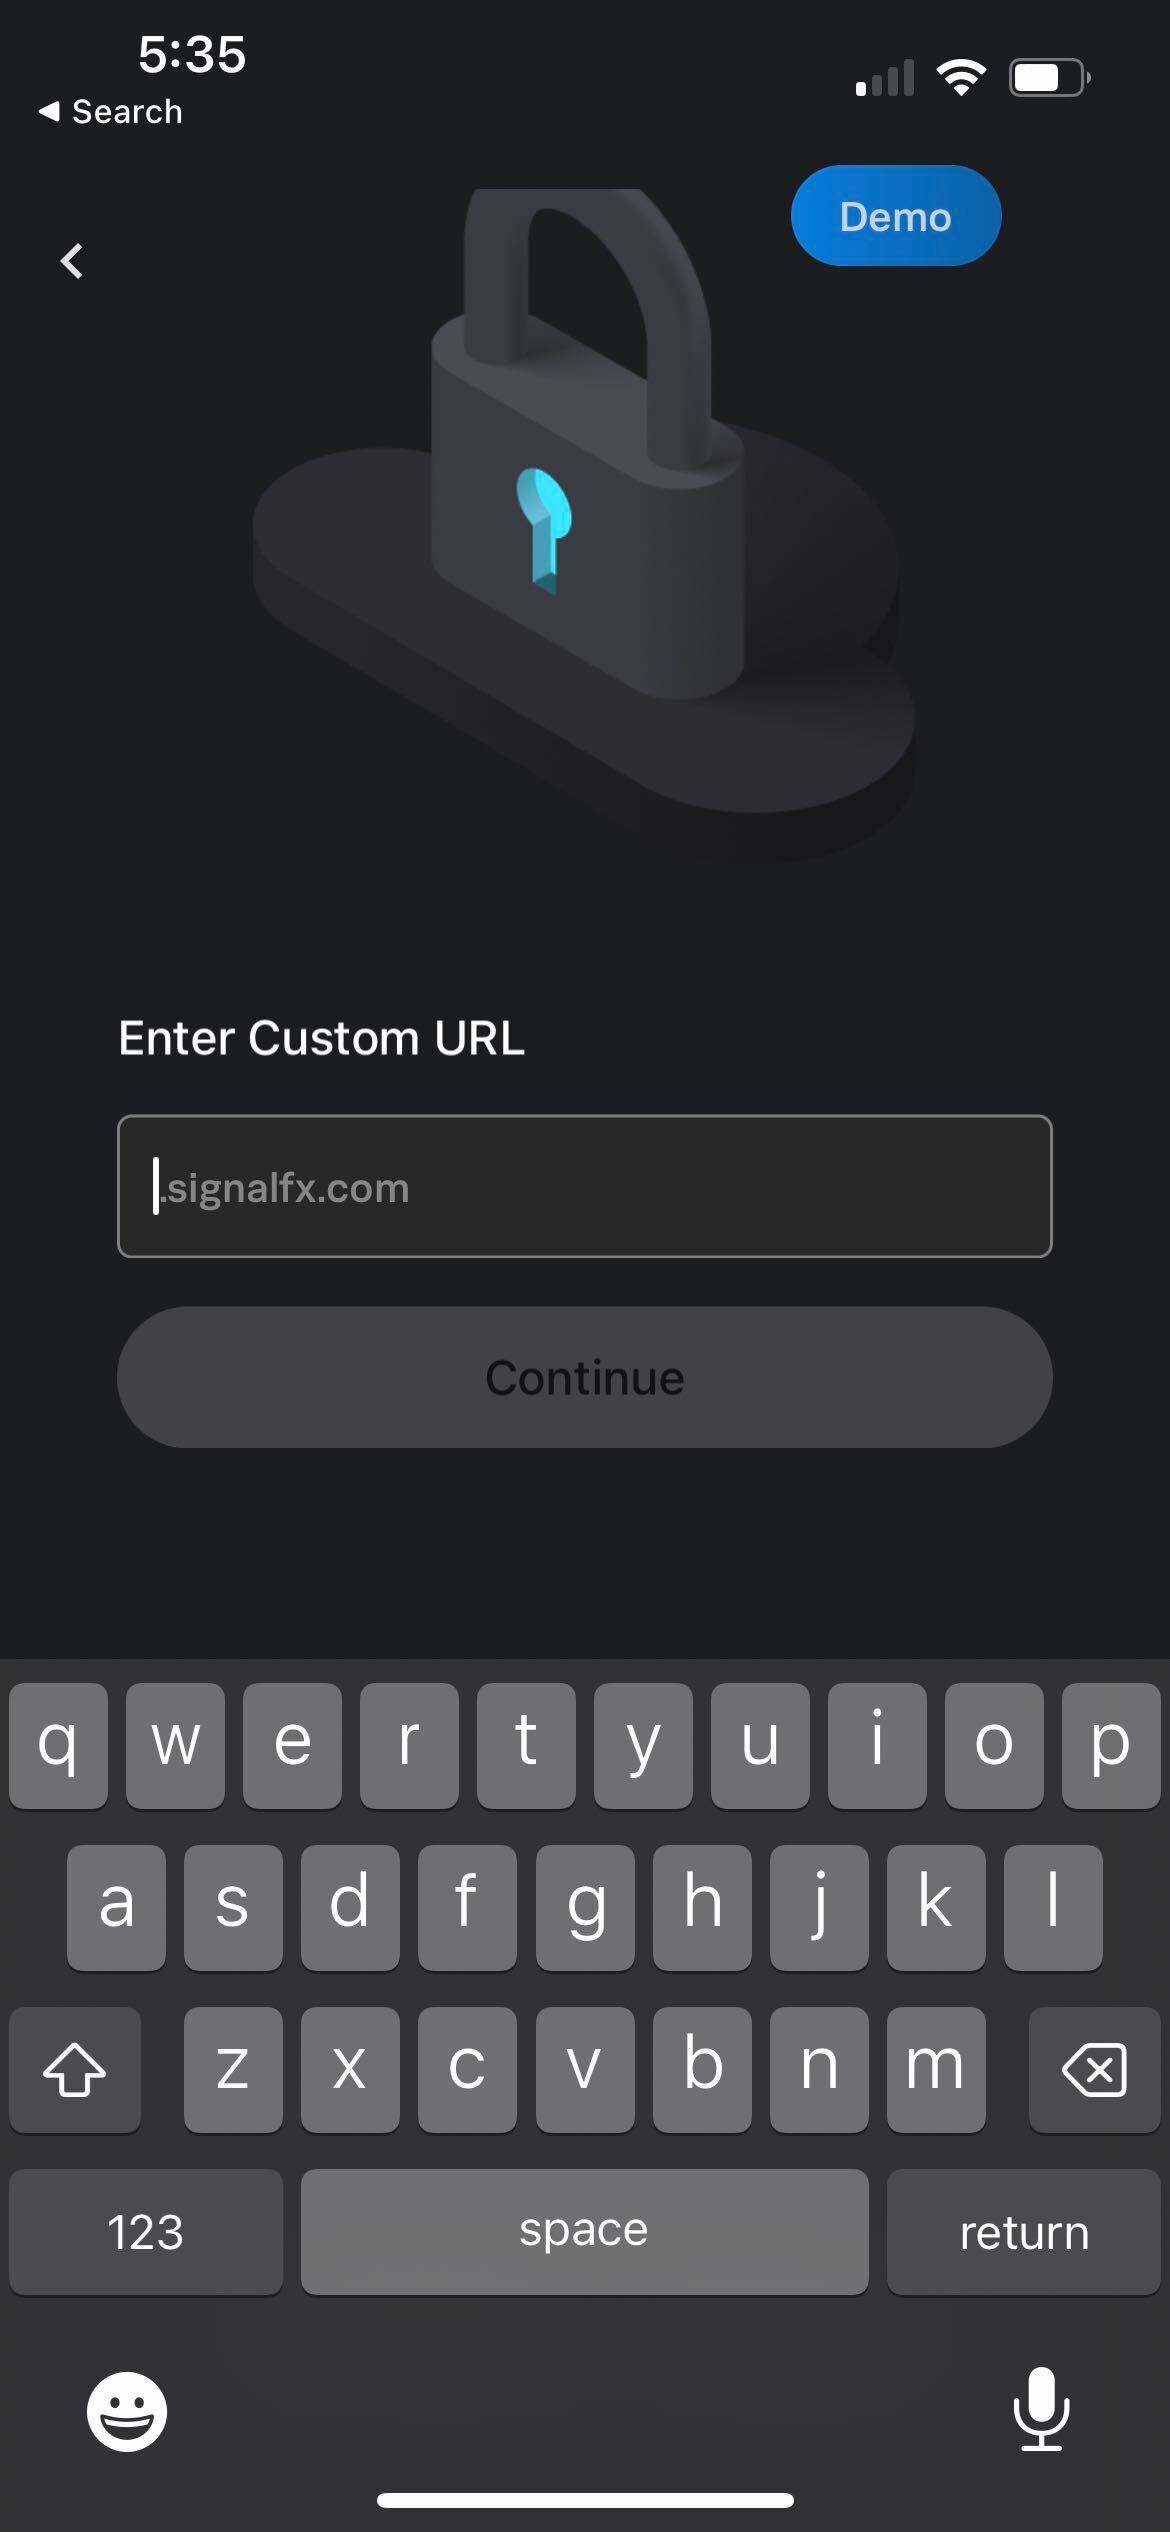 5:35
Search
Demo
Enter Custom URL
.signalfx.com
Continue
q w e r t y u i o p
a s d f g h j k l
z x c v b n m
123 space return